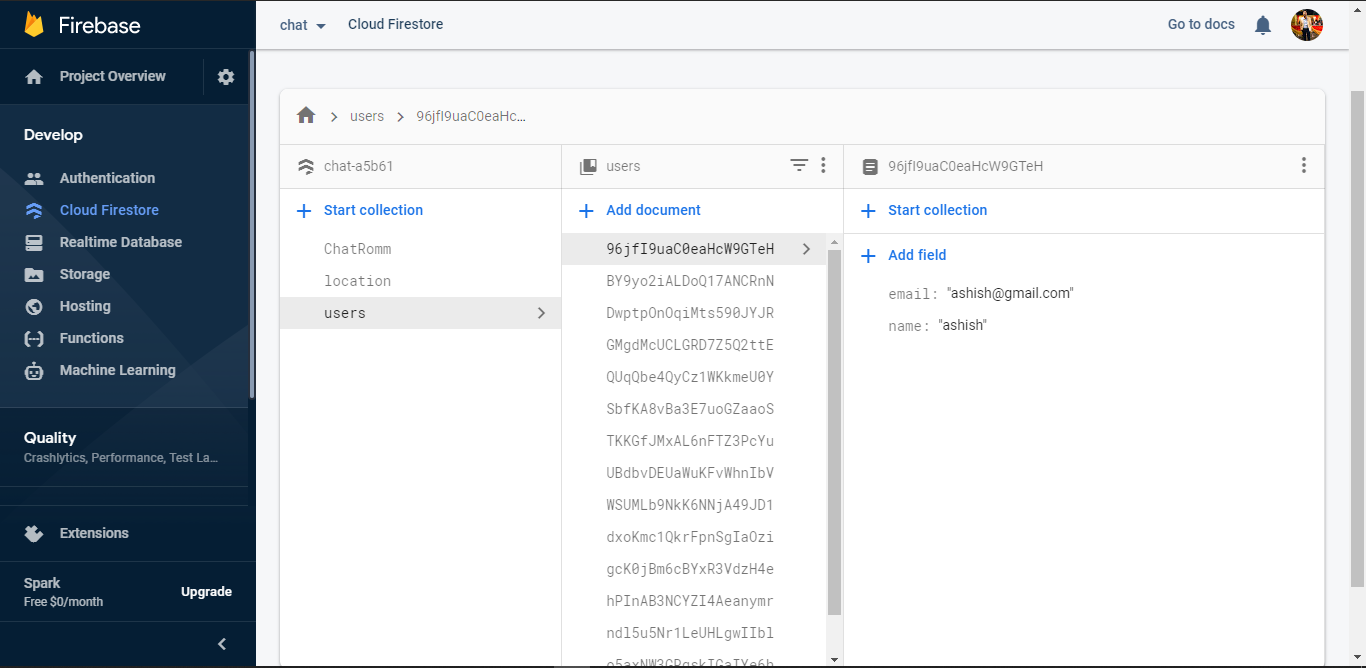 Firebase
Project Overview
Develop
Authentication
Cloud Firestore
Realtime Database
Storage
Hosting
Functions
Machine Learning
Quality
Crashlytics, Performance, Test La...
Extensions
Spark
Free $0/month
Upgrade
chat
Cloud Firestore
Go to docs
users
96jfI9uaC0eaHc...
chat-a5b61
Start collection
ChatRomm
location
users
users
Add document
96jfI9uaC0eaHcW9GTeH
BY9yo2iALDoQ17ANCRnN
DwptpOnOqiMts590JYJR
GMgdMcUCLGRD7Z5Q2ttE
QUqQbe4QyCz1WKkmeU0Y
SbfKA8vBa3E7uoGZaaoS
TKKGfJMxAL6nFTZ3PcYu
UBdbvDEUaWuKFvWhnIbV
WSUMLb9NkK6NNjA49JD1
dxoKmc1QkrFpnSgIaOzi
gcK0jBm6cBYxR3VdzH4e
hPInAB3NCYZI4Aeanymr
ndl5u5Nr1LeUHLgwIIbl
96jfI9uaC0eaHcW9GTeH
Start collection
Add field
email: "ashish@gmail.com"
name: "ashish"